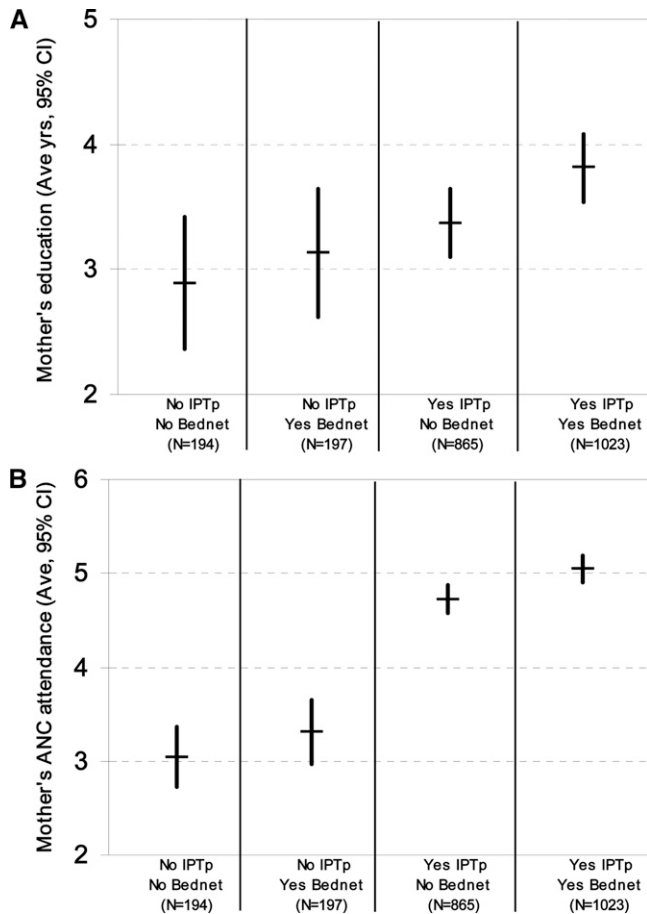 A
Mother's education (Ave yrs, 95% CI)
5
4
3
2
No IPTp No IPTp Yes IPTp Yes IPTp
No Bednet Yes Bednet No Bednet Yes Bednet
(N=194) (N=197) (N=865) (N=1023)
B
Mother's ANC attendance (Ave, 95% CI)
6
5
4
3
2
No IPTp No IPTp Yes IPTp Yes IPTp
No Bednet Yes Bednet No Bednet Yes Bednet
(N=194) (N=197) (N=865) (N=1023)